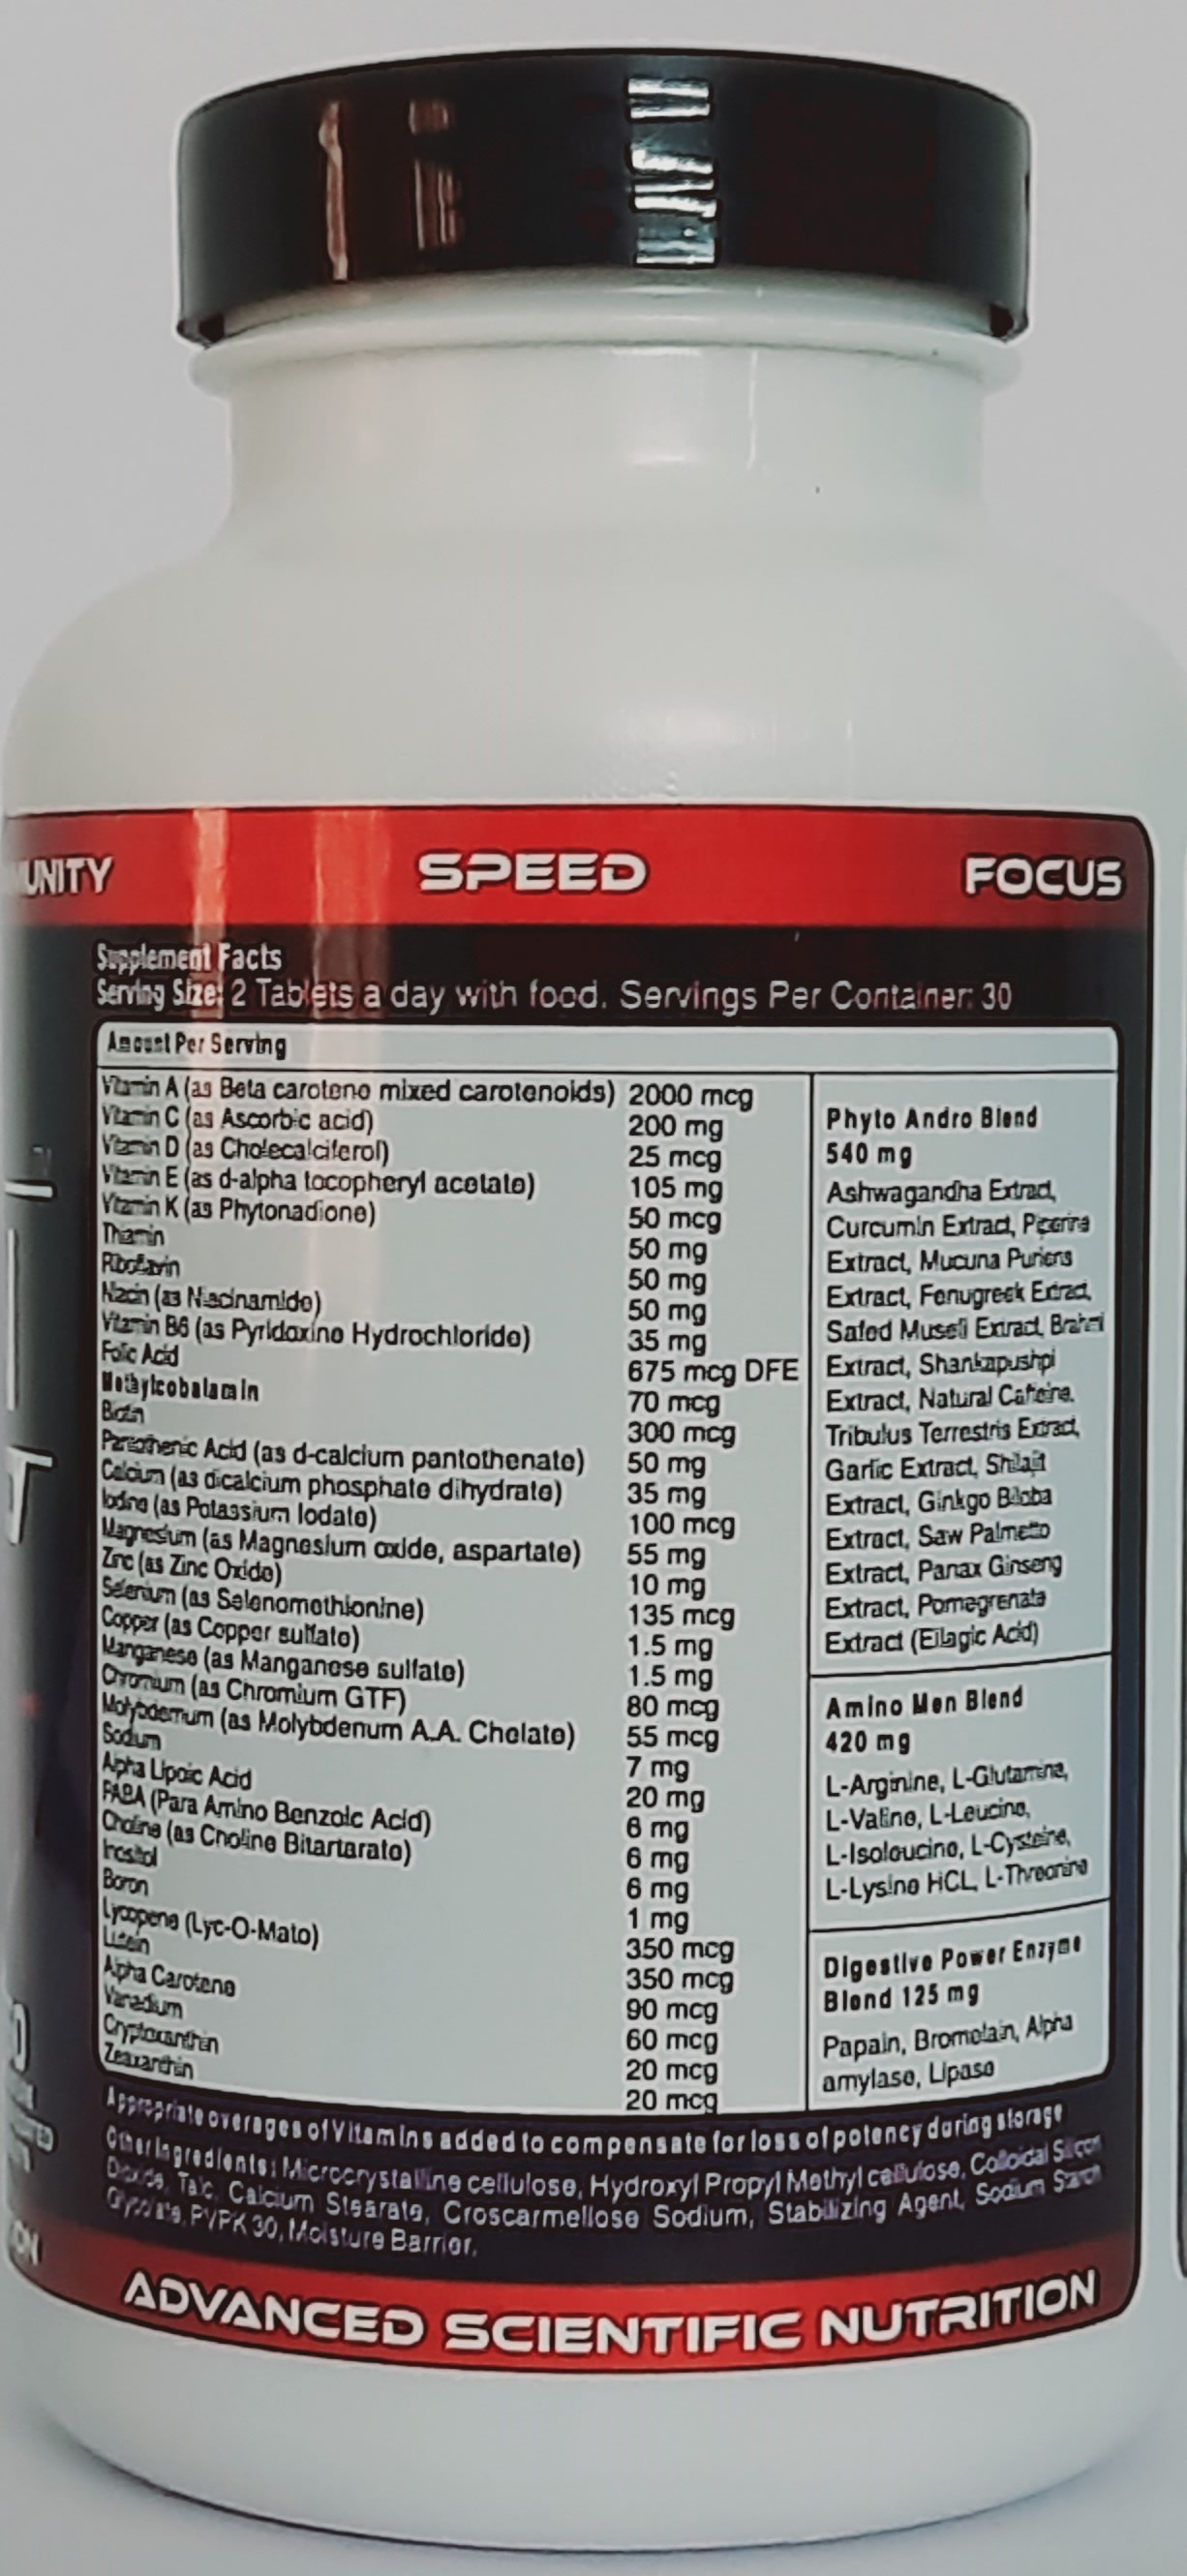 UNITY SPEED FOCUS
Supplement Facts
Serving Size: 2 Tablets a day with food. Servings Per Container: 30
Amount Per Serving
Vitamin A (as Beta carotene mixed carotenoids) 2000 mcg
Vitamin C (as Ascorbic acid) 200 mg
Vitamin D (as Cholecalciferol) 25 mcg
Vitamin E (as d-alpha tocopheryl acetate) 105 mg
Vitamin K (as Phytonadione) 50 mcg
Thiamin 50 mg
Riboflavin 50 mg
Niacin (as Niacinamide) 50 mg
Vitamin B6 (as Pyridoxine Hydrochloride) 35 mg
Folic Acid 675 mcg DFE
Methylcobalamin 70 mcg
Biotin 300 mcg
Pantothenic Acid (as d-calcium pantothenate) 50 mg
Calcium (as dicalcium phosphate dihydrate) 35 mg
Iodine (as Potassium Iodate) 100 mcg
Magnesium (as Magnesium oxide, aspartate) 55 mg
Zinc (as Zinc Oxide) 10 mg
Selenium (as Selenomethionine) 135 mcg
Copper (as Copper sulfate) 1.5 mg
Manganese (as Manganese sulfate) 1.5 mg
Chromium (as Chromium GTF) 80 mcg
Molybdemum (as Molybdenum A.A. Chelate) 55 mcg
Sodium 7 mg
Alpha Lipoic Acid 20 mg
PABA (Para Amino Benzoic Acid) 6 mg
Choline (as Choline Bitartarate) 6 mg
Inositol 6 mg
Boron 1 mg
Lycopene (Lyc-O-Mato) 350 mcg
Lutein 350 mcg
Alpha Carotene 90 mcg
Vanadium 60 mcg
Cryptoxanthin 20 mcg
Zeaxanthin 20 mcg
Phyto Andro Blend
540 mg
Ashwagandha Extract,
Curcumin Extract, Piperine
Extract, Mucuna Puriens
Extract, Fenugreek Extract,
Safed Museli Extract, Brahmi
Extract, Shankapushpi
Extract, Natural Caffeine,
Tribulus Terrestris Extract,
Garlic Extract, Shilajit
Extract, Ginkgo Biloba
Extract, Saw Palmetto
Extract, Panax Ginseng
Extract, Pomegrenate
Extract (Ellagic Acid)
Amino Men Blend
420 mg
L-Arginine, L-Glutamine,
L-Valine, L-Leucine,
L-Isoleucine, L-Cysteine,
L-Lysine HCL, L-Threonine
Digestive Power Enzyme
Blend 125 mg
Papain, Bromelain, Alpha
amylase, Lipase
Appropriate overages of Vitamins added to compensate for loss of potency during storage
Other Ingredients: Microcrystalline cellulose, Hydroxyl Propyl Methyl cellulose, Colloidal Silicon
Dioxide, Talc, Calcium Stearate, Croscarmellose Sodium, Stabilizing Agent, Sodium Starch
Glycolate, PVPK 30, Moisture Barrier.
ADVANCED SCIENTIFIC NUTRITION